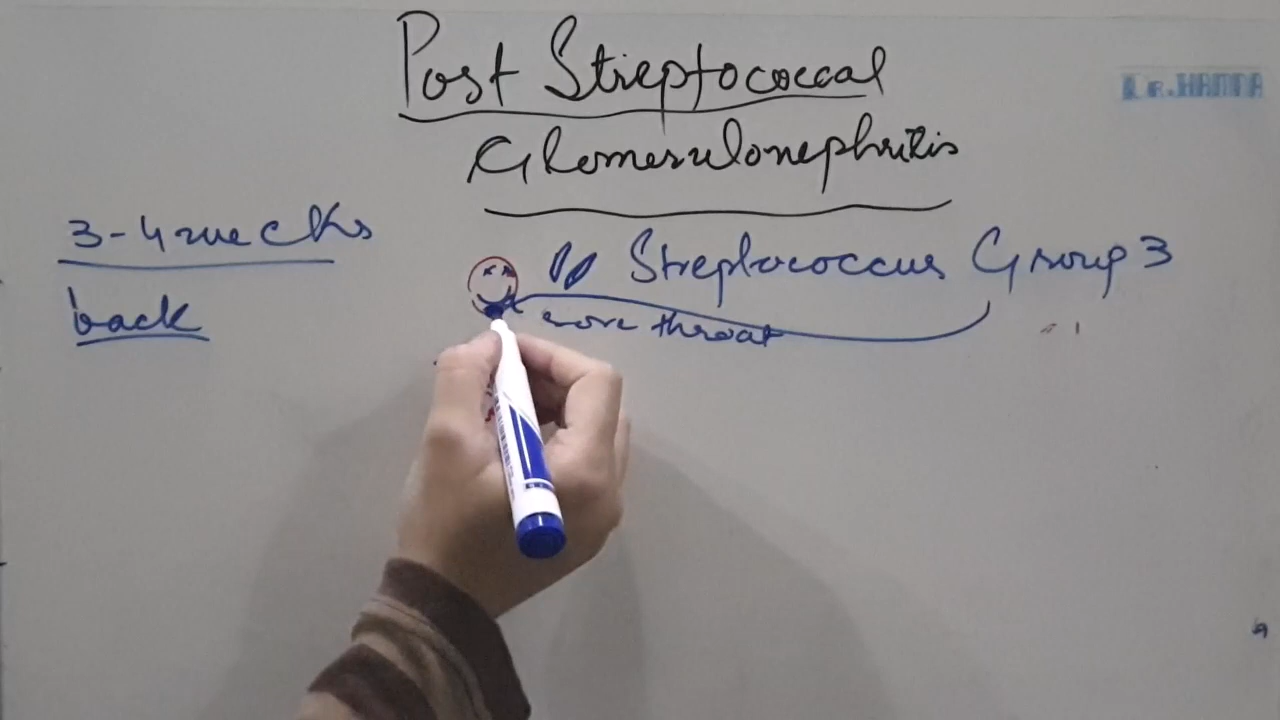 Post Streptococcal
Glomerulonephritis
DR.HAMNA
3-4 weeks
back
Streptococcus Group 3
sore throat